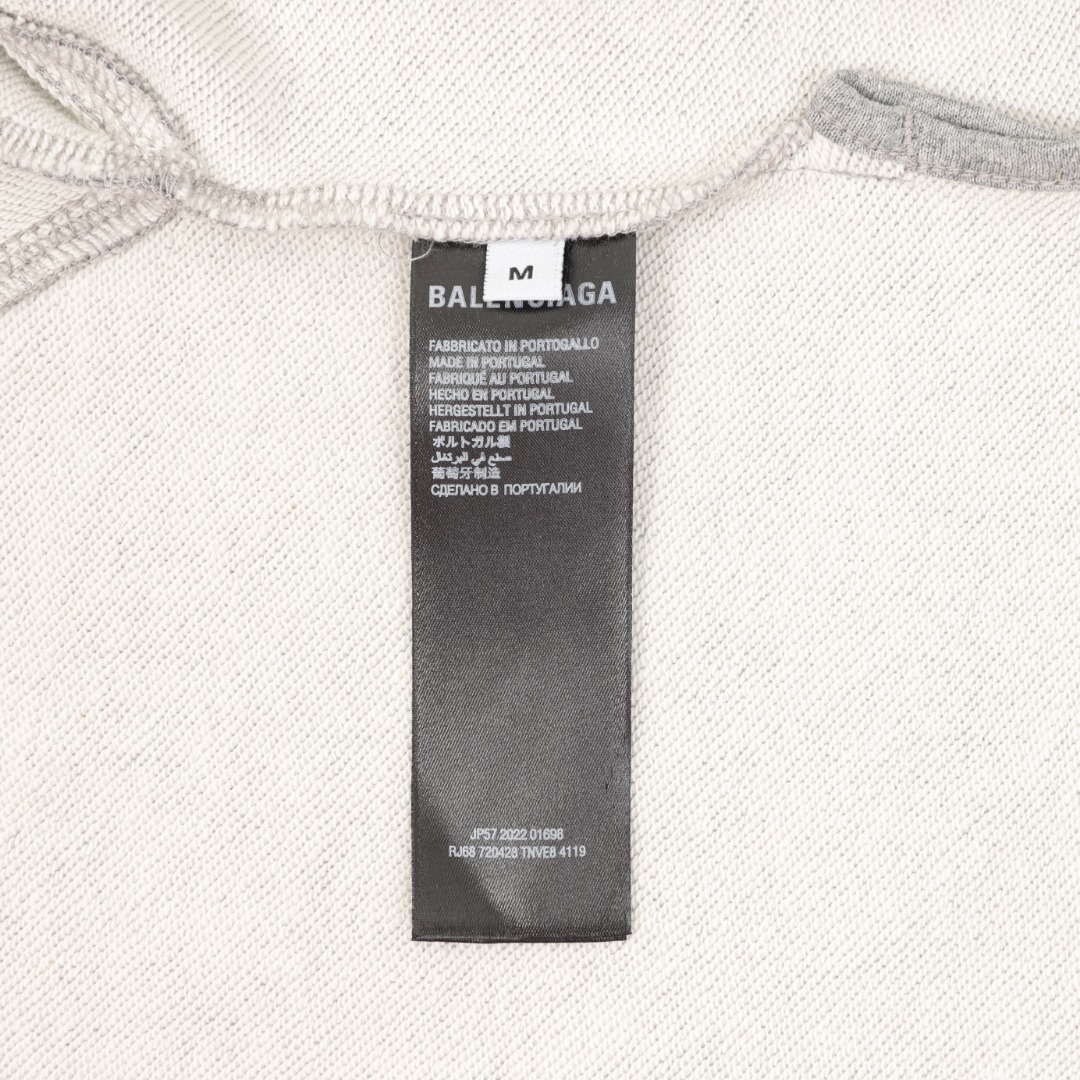 M
BALENCIAGA
FABBRICATO IN PORTOGALLO
MADE IN PORTUGAL
FABRIQUÉ AU PORTUGAL
HECHO EN PORTUGAL
HERGESTELLT IN PORTUGAL
FABRICADO EM PORTUGAL
ポルトガル製
صنع في البرتغال
葡萄牙制造
СДЕЛАНО В ПОРТУГАЛИИ
JP57 2022 01698
RJ68 720428 TNVE8 4119